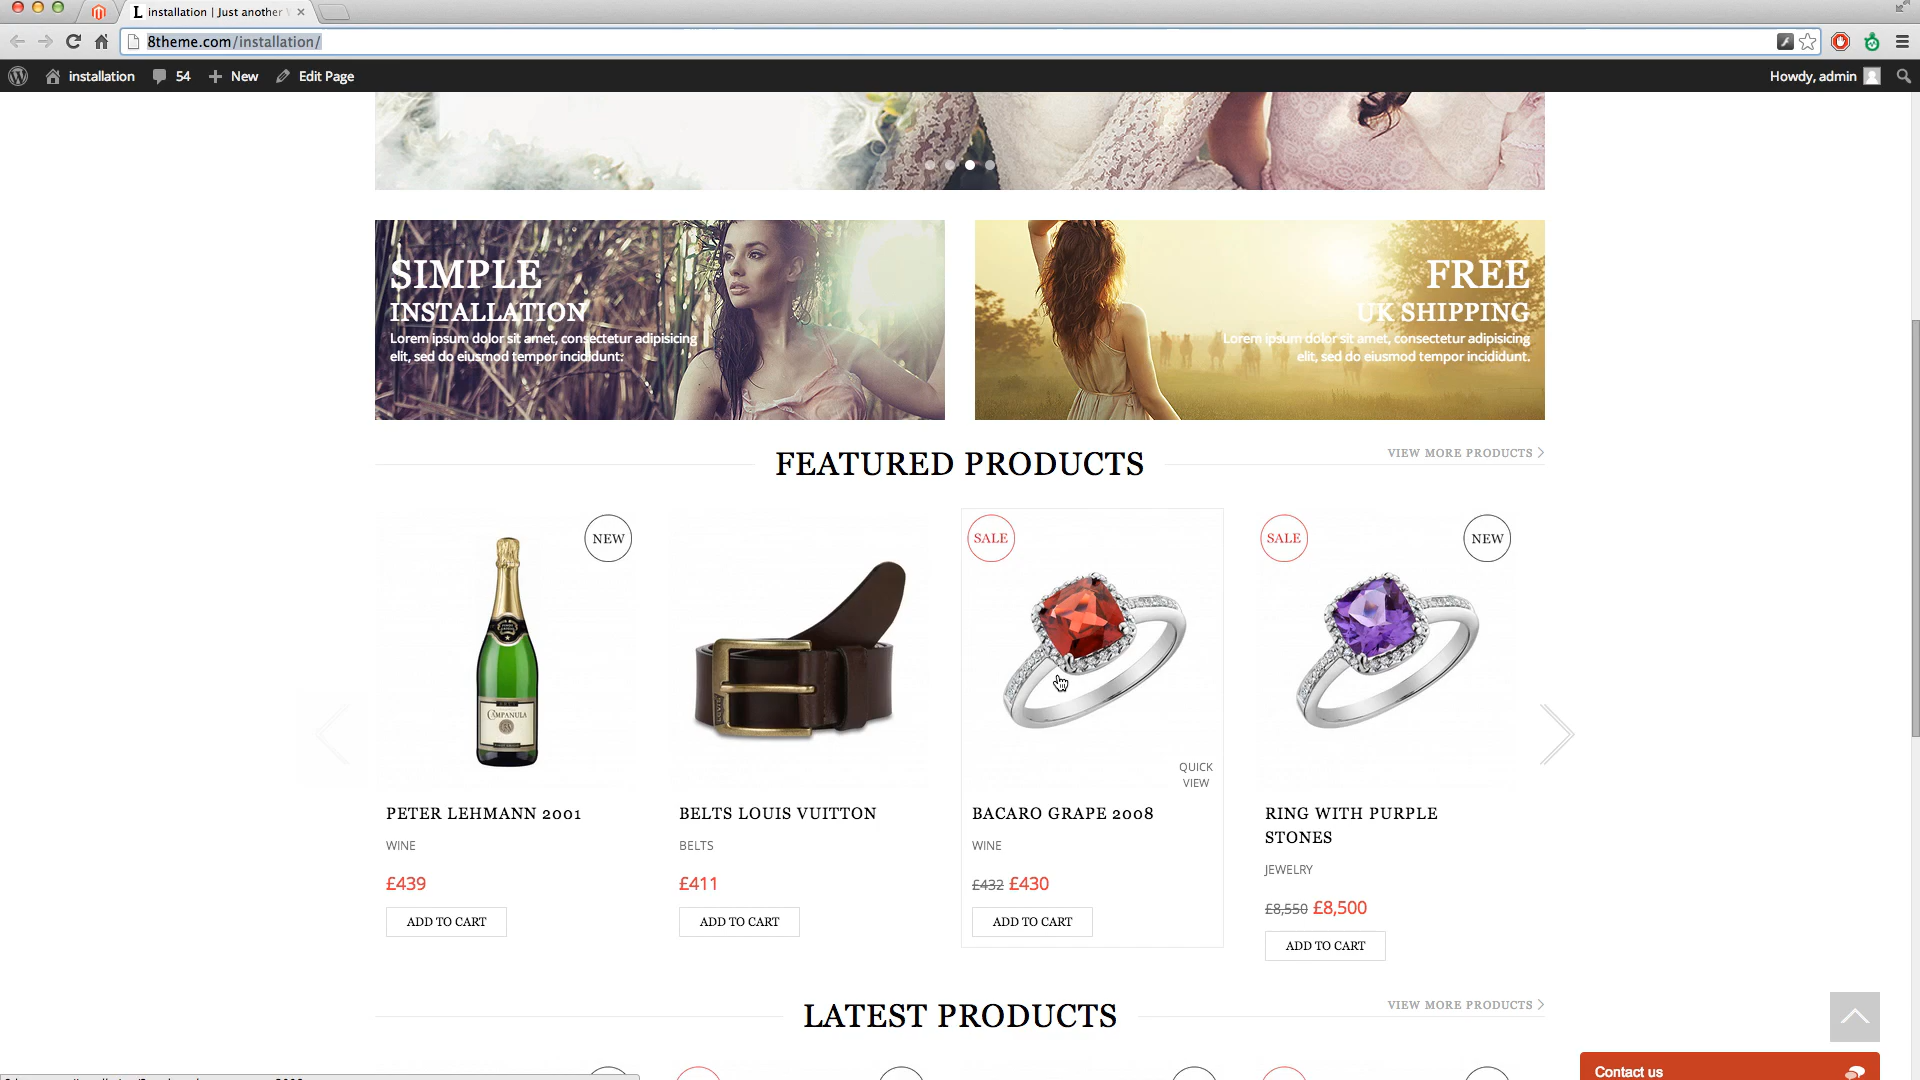 installation | Just another
8theme.com/installation/
installation 54 New Edit Page Howdy, admin
SIMPLE
INSTALLATION
Lorem ipsum dolor sit amet, consectetur adipisicing
elit, sed do eiusmod tempor incididunt.
FREE
UK SHIPPING
Lorem ipsum dolor sit amet, consectetur adipisicing
elit, sed do eiusmod tempor incididunt.
FEATURED PRODUCTS
VIEW MORE PRODUCTS
NEW
CAMPANULA
PETER LEHMANN 2001
WINE
£439
ADD TO CART
BELTS LOUIS VUITTON
BELTS
£411
ADD TO CART
SALE
QUICK
VIEW
BACARO GRAPE 2008
WINE
£432 £430
ADD TO CART
SALE
NEW
RING WITH PURPLE
STONES
JEWELRY
£8,550 £8,500
ADD TO CART
LATEST PRODUCTS
VIEW MORE PRODUCTS
Contact us